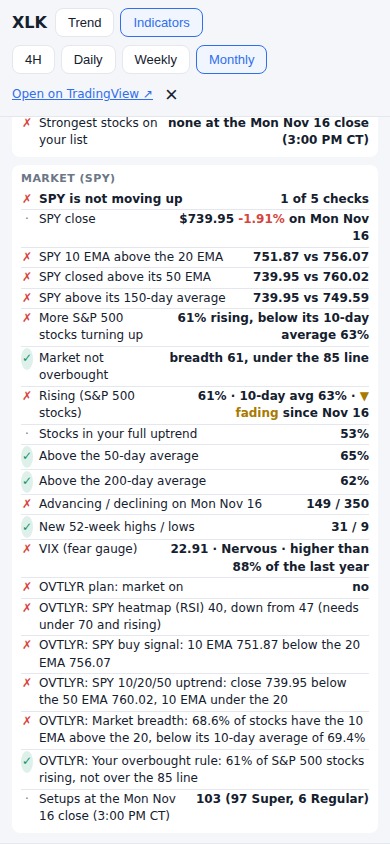 XLK Trend Indicators
4H Daily Weekly Monthly
Open on TradingView ↗ ✕
✗ Strongest stocks on your list none at the Mon Nov 16 close (3:00 PM CT)
MARKET (SPY)
✗ SPY is not moving up 1 of 5 checks
· SPY close $739.95 -1.91% on Mon Nov 16
✗ SPY 10 EMA above the 20 EMA 751.87 vs 756.07
✗ SPY closed above its 50 EMA 739.95 vs 760.02
✗ SPY above its 150-day average 739.95 vs 749.59
✗ More S&P 500 stocks turning up 61% rising, below its 10-day average 63%
✓ Market not overbought breadth 61, under the 85 line
✗ Rising (S&P 500 stocks) 61% · 10-day avg 63% · ▼ fading since Nov 16
· Stocks in your full uptrend 53%
✓ Above the 50-day average 65%
✓ Above the 200-day average 62%
✗ Advancing / declining on Mon Nov 16 149 / 350
✓ New 52-week highs / lows 31 / 9
✗ VIX (fear gauge) 22.91 · Nervous · higher than 88% of the last year
✗ OVTLYR plan: market on no
✗ OVTLYR: SPY heatmap (RSI) 40, down from 47 (needs under 70 and rising)
✗ OVTLYR: SPY buy signal: 10 EMA 751.87 below the 20 EMA 756.07
✗ OVTLYR: SPY 10/20/50 uptrend: close 739.95 below the 50 EMA 760.02, 10 EMA under the 20
✗ OVTLYR: Market breadth: 68.6% of stocks have the 10 EMA above the 20, below its 10-day average of 69.4%
✓ OVTLYR: Your overbought rule: 61% of S&P 500 stocks rising, not over the 85 line
· Setups at the Mon Nov 16 close (3:00 PM CT) 103 (97 Super, 6 Regular)